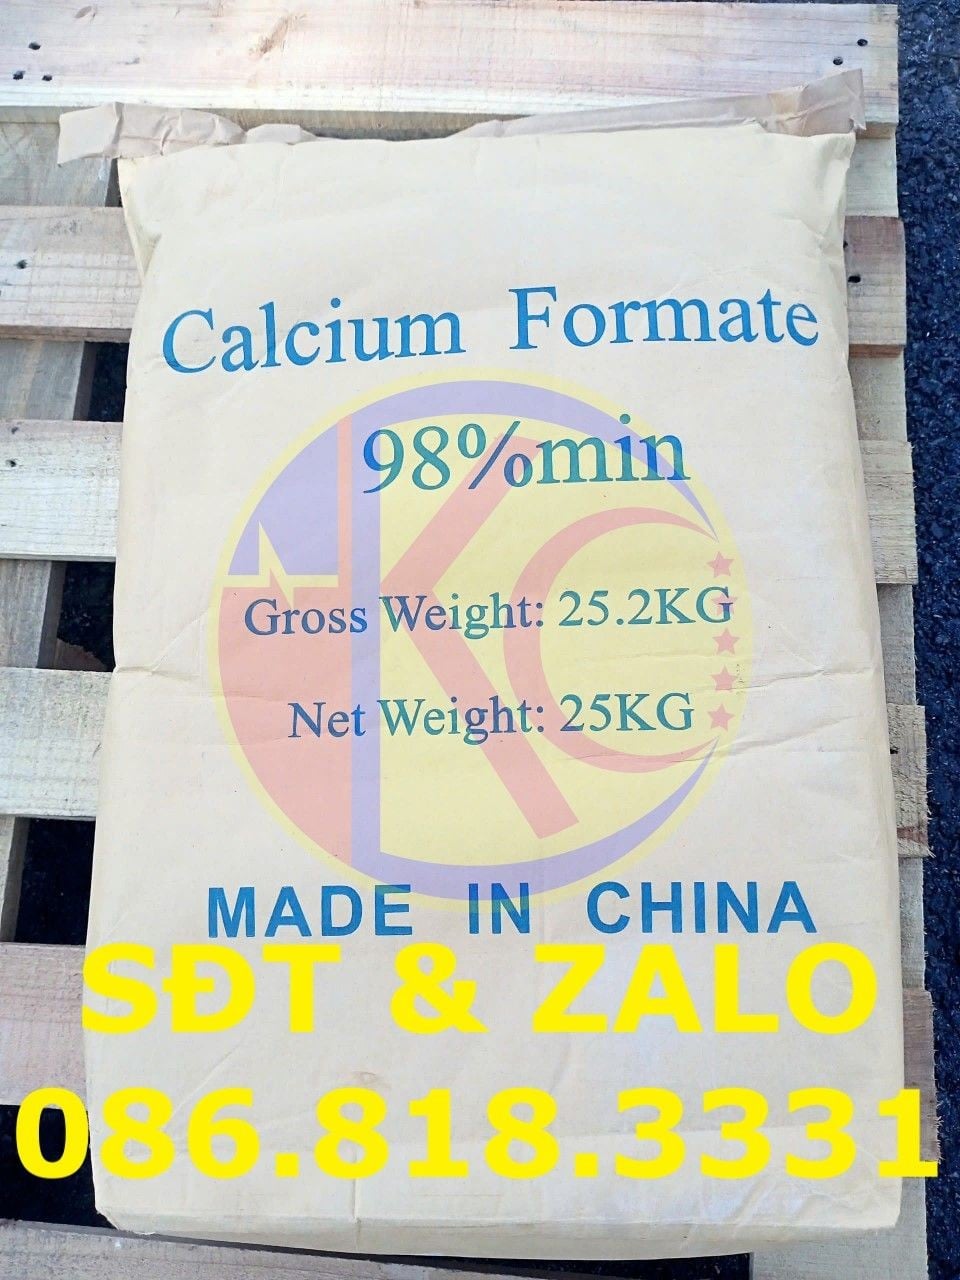 Calcium Formate
98%min
Gross Weight: 25.2KG
Net Weight: 25KG
MADE IN CHINA
SĐT & ZALO
086.818.3331